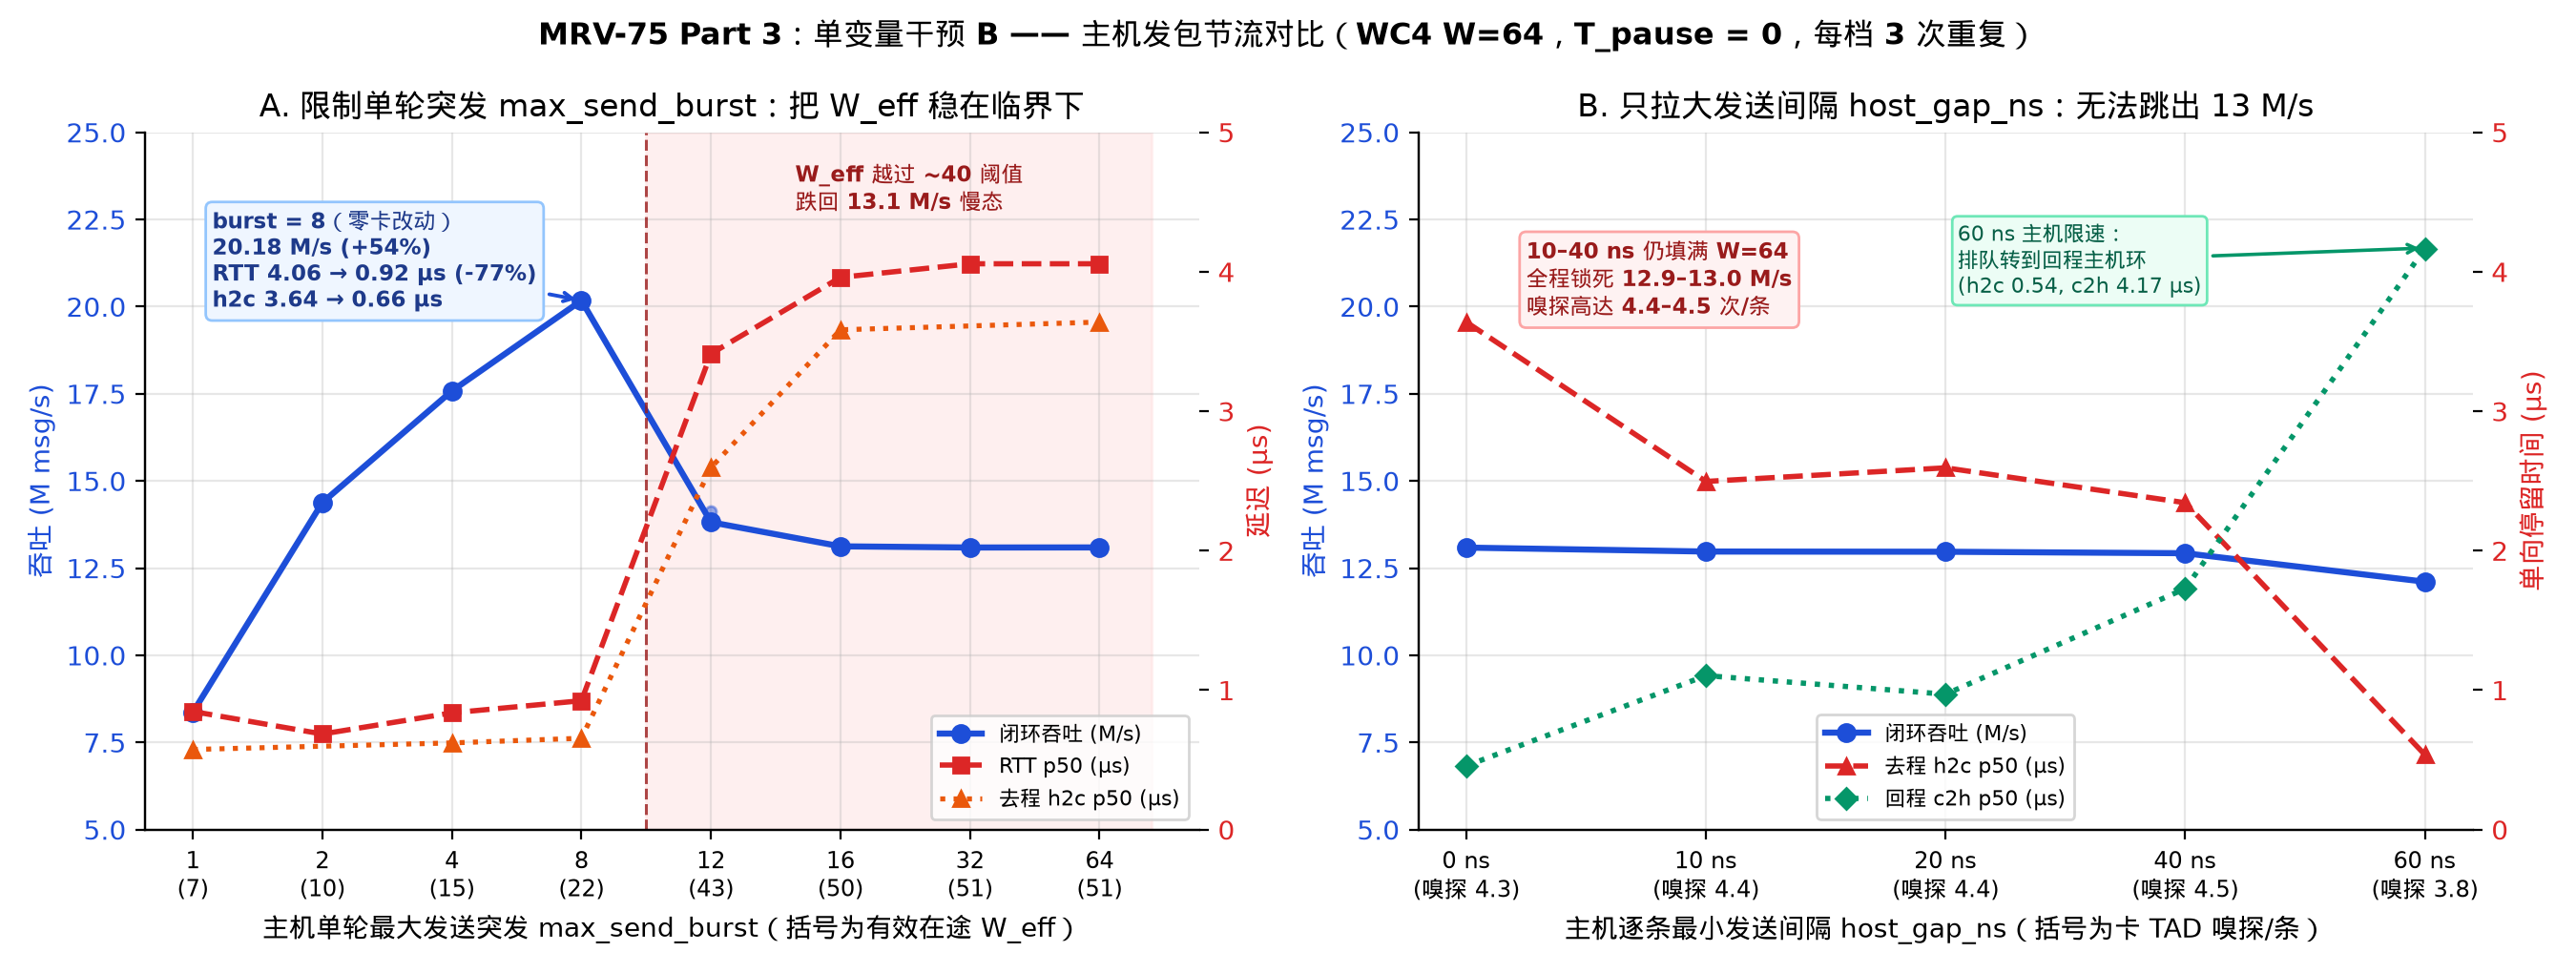 MRV-75 Part 3：单变量干预 B —— 主机发包节流对比（WC4 W=64，T_pause = 0，每档 3 次重复）
A. 限制单轮突发 max_send_burst：把 W_eff 稳在临界下
25.0
22.5
20.0
17.5
15.0
12.5
10.0
7.5
5.0
吞吐 (M msg/s)
burst = 8（零卡改动）
20.18 M/s (+54%)
RTT 4.06 → 0.92 μs (-77%)
h2c 3.64 → 0.66 μs
W_eff 越过 ~40 阈值
跌回 13.1 M/s 慢态
5
4
3
2
1
0
延迟 (μs)
闭环吞吐 (M/s)
RTT p50 (μs)
去程 h2c p50 (μs)
1 2 4 8 12 16 32 64
(7) (10) (15) (22) (43) (50) (51) (51)
主机单轮最大发送突发 max_send_burst（括号为有效在途 W_eff）
B. 只拉大发送间隔 host_gap_ns：无法跳出 13 M/s
25.0
22.5
20.0
17.5
15.0
12.5
10.0
7.5
5.0
吞吐 (M msg/s)
10–40 ns 仍填满 W=64
全程锁死 12.9–13.0 M/s
嗅探高达 4.4–4.5 次/条
60 ns 主机限速：
排队转到回程主机环
(h2c 0.54, c2h 4.17 μs)
5
4
3
2
1
0
单向停留时间 (μs)
闭环吞吐 (M/s)
去程 h2c p50 (μs)
回程 c2h p50 (μs)
0 ns 10 ns 20 ns 40 ns 60 ns
(嗅探 4.3) (嗅探 4.4) (嗅探 4.4) (嗅探 4.5) (嗅探 3.8)
主机逐条最小发送间隔 host_gap_ns（括号为卡 TAD 嗅探/条）